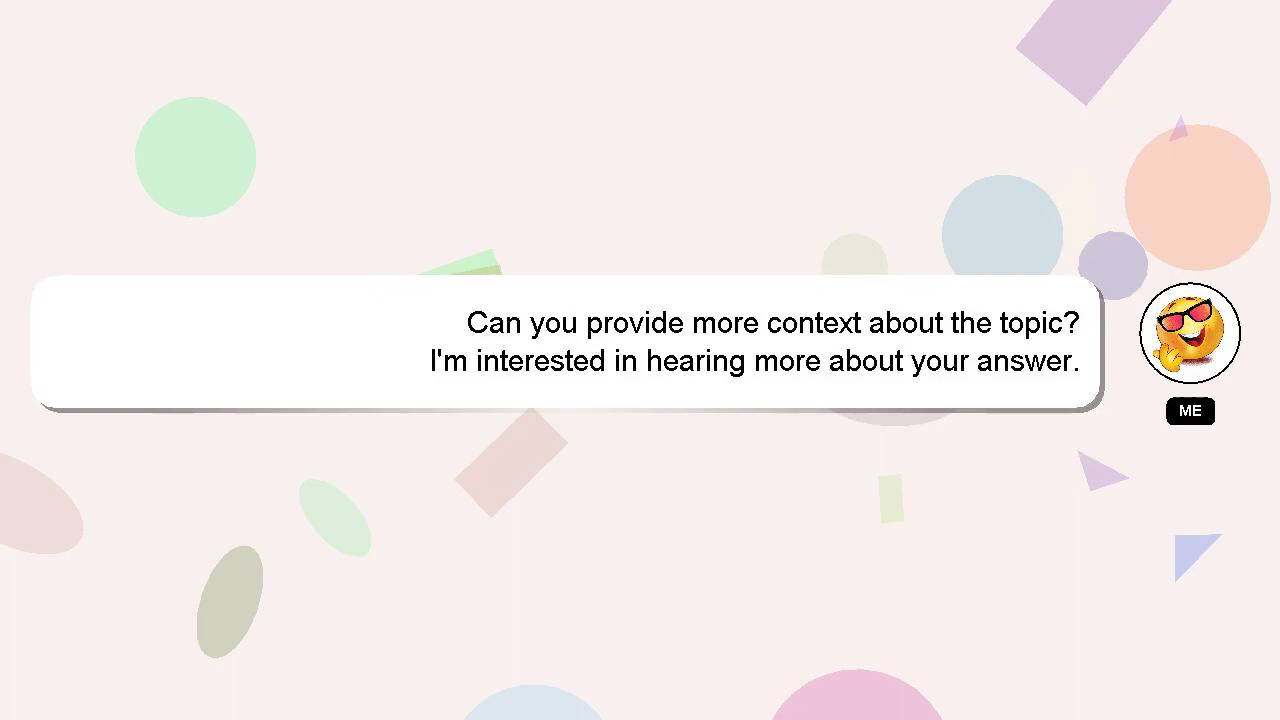 Can you provide more context about the topic?
I'm interested in hearing more about your answer.
ME